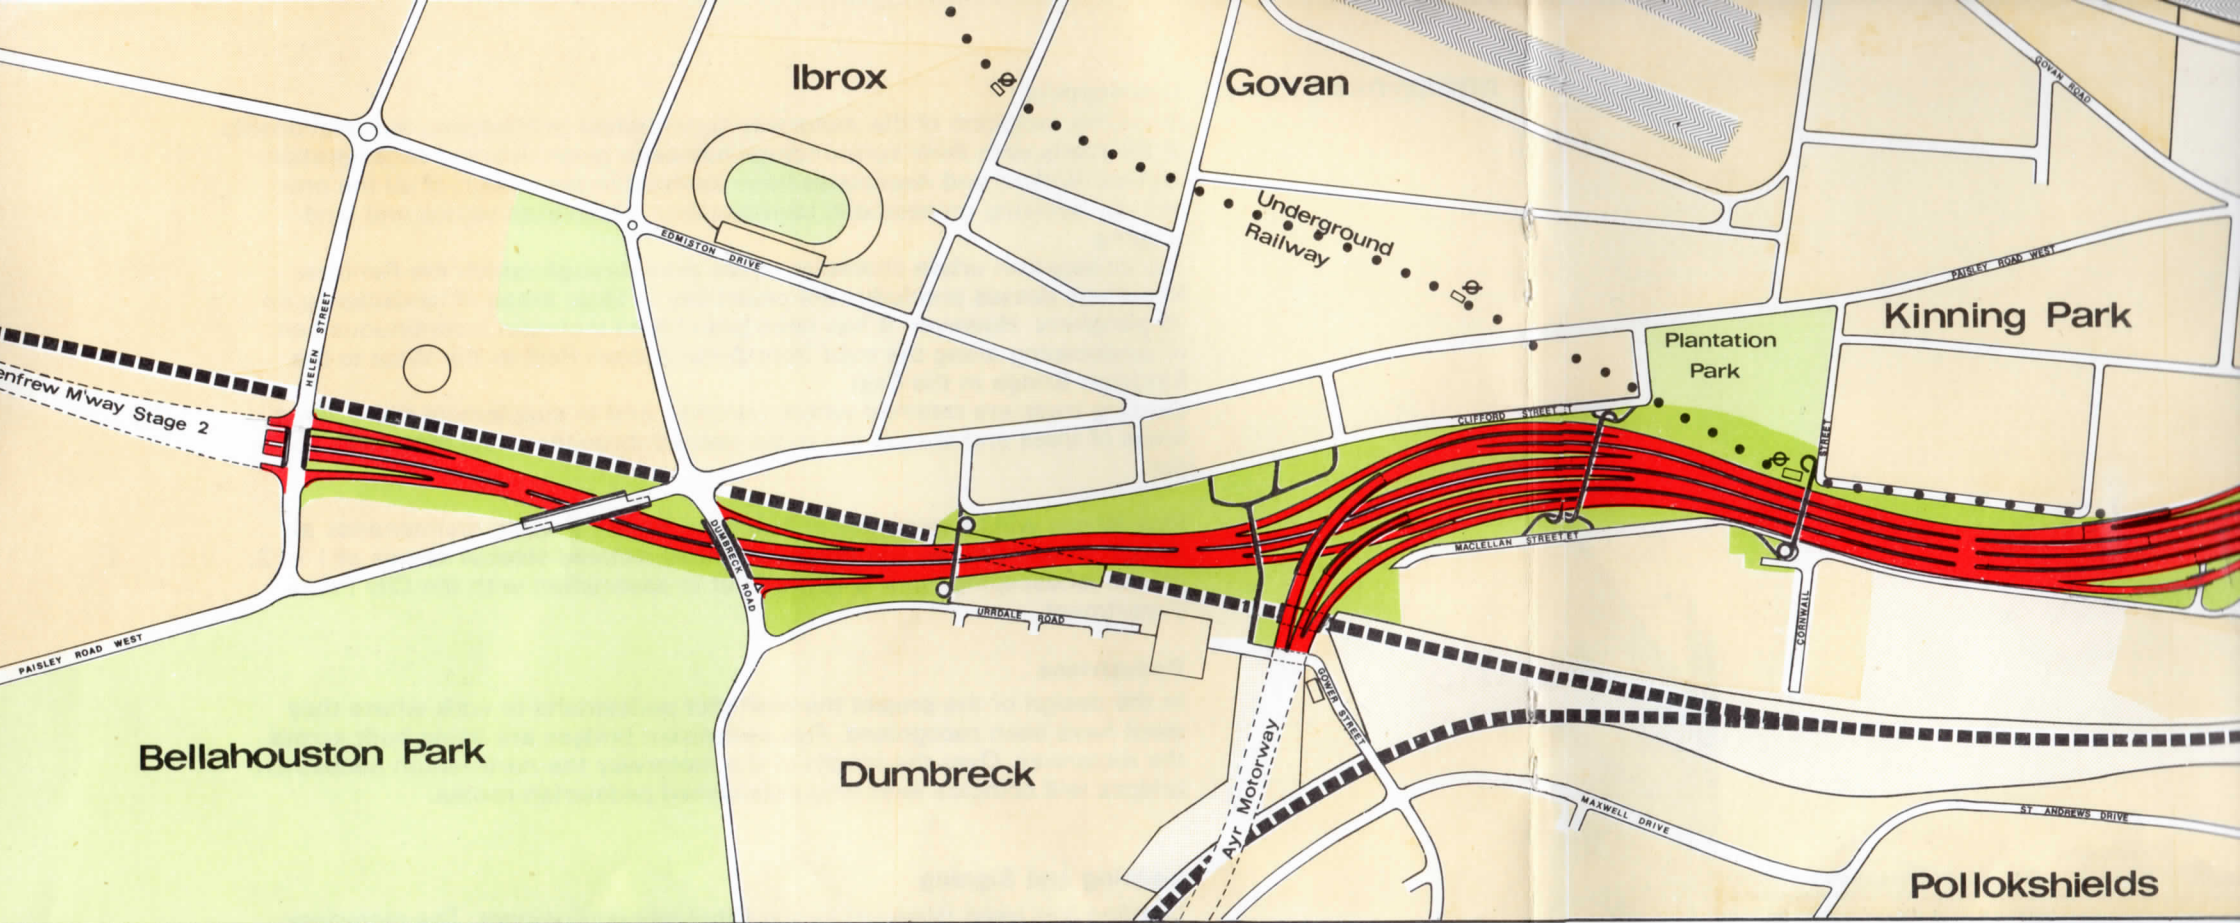 Ibrox
Govan
GOVAN ROAD
Underground
Railway
EDMISTON DRIVE
PAISLEY ROAD WEST
Kinning Park
Plantation
Park
HELEN STREET
enfrew M'way Stage 2
CLIFFORD STREET
STREET
MACLELLAN STREET
DUMBRECK ROAD
URRDALE ROAD
CORNWALL
PAISLEY ROAD WEST
GOWER STREET
Bellahouston Park
Dumbreck
Ayr Motorway
MAXWELL DRIVE
ST ANDREWS DRIVE
Pollokshields